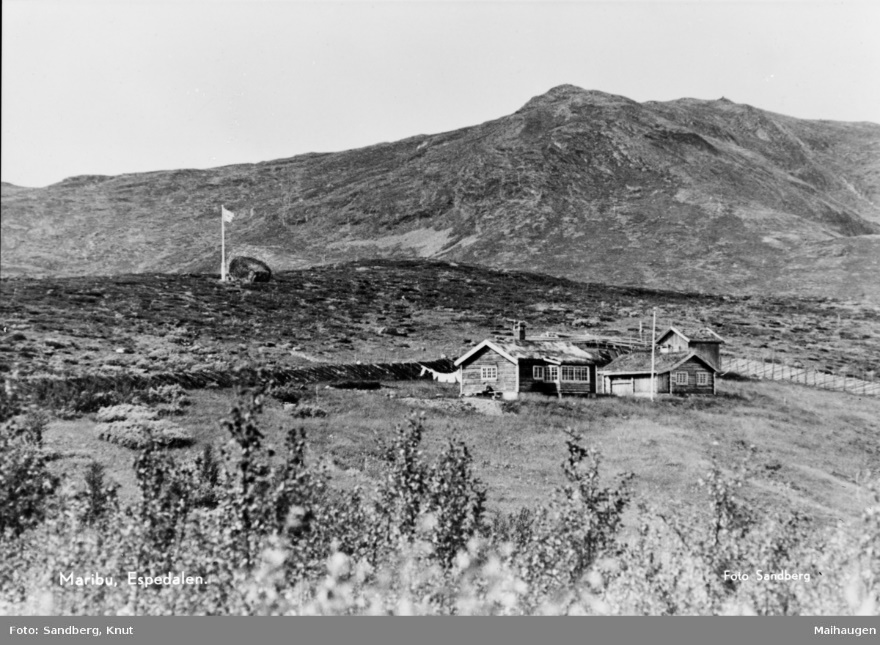 Maribu, Espedalen.
Foto Sandberg
Foto: Sandberg, Knut
Maihaugen